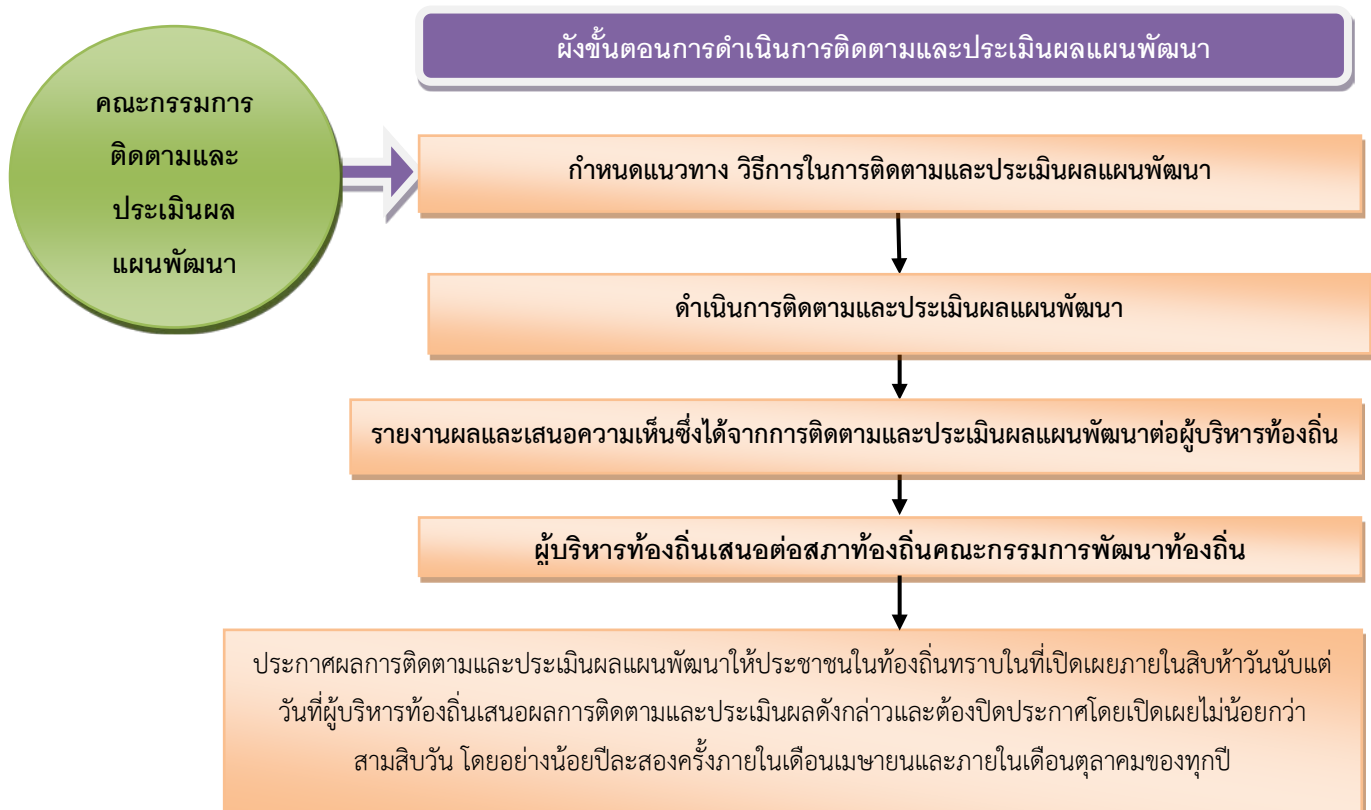 ผังขั้นตอนการดำเนินการติดตามและประเมินผลแผนพัฒนา
คณะกรรมการ
ติดตามและ
ประเมินผล
แผนพัฒนา
กำหนดแนวทาง วิธีการในการติดตามและประเมินผลแผนพัฒนา
ดำเนินการติดตามและประเมินผลแผนพัฒนา
รายงานผลและเสนอความเห็นซึ่งได้จากการติดตามและประเมินผลแผนพัฒนาต่อผู้บริหารท้องถิ่น
ผู้บริหารท้องถิ่นเสนอต่อสภาท้องถิ่นคณะกรรมการพัฒนาท้องถิ่น
ประกาศผลการติดตามและประเมินผลแผนพัฒนาให้ประชาชนในท้องถิ่นทราบในที่เปิดเผยภายในสิบห้าวันนับแต่
วันที่ผู้บริหารท้องถิ่นเสนอผลการติดตามและประเมินผลดังกล่าวและต้องปิดประกาศโดยเปิดเผยไม่น้อยกว่า
สามสิบวัน โดยอย่างน้อยปีละสองครั้งภายในเดือนเมษายนและภายในเดือนตุลาคมของทุกปี